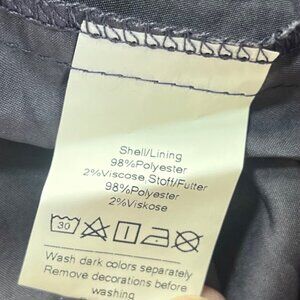 Shell/Lining
98%Polyester
2%Viscose,Stoff/Futter
98%Polyester
2%Viskose
30
Wash dark colors separately
Remove decorations before
washing